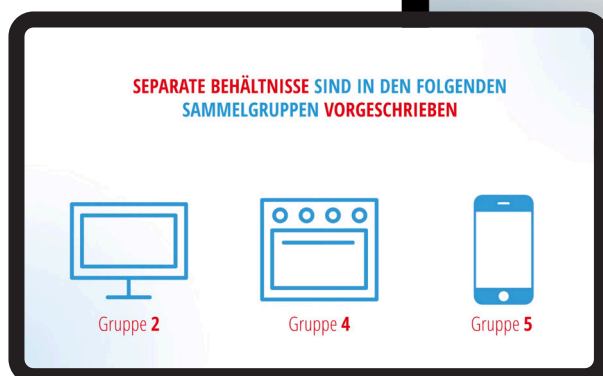 SEPARATE BEHÄLTNISSE SIND IN DEN FOLGENDEN
SAMMELGRUPPEN VORGESCHRIEBEN
Gruppe 2
Gruppe 4
Gruppe 5